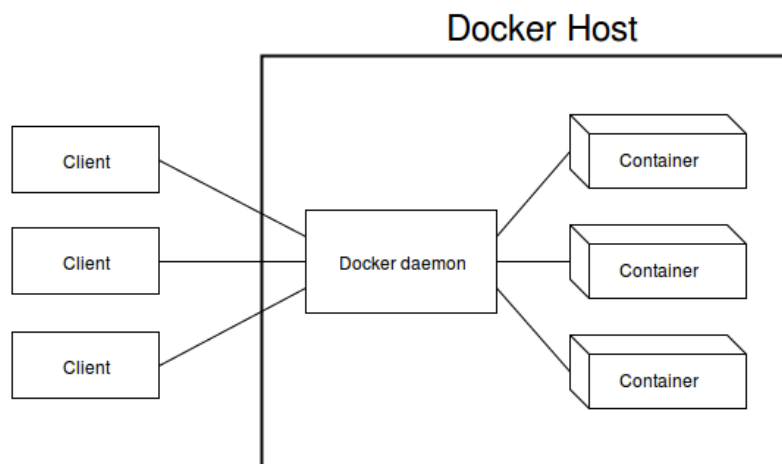 Docker Host
Client
Container
Client
Docker daemon
Container
Client
Container